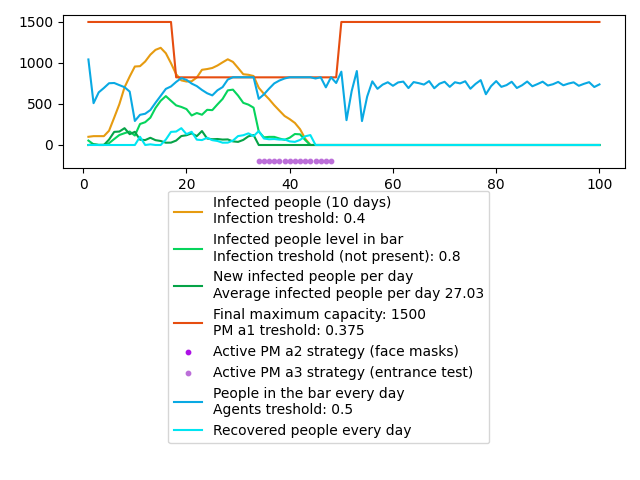 1500
1000
500
0
0 20 40 60 80 100
Infected people (10 days)
Infection treshold: 0.4
Infected people level in bar
Infection treshold (not present): 0.8
New infected people per day
Average infected people per day 27.03
Final maximum capacity: 1500
PM a1 treshold: 0.375
Active PM a2 strategy (face masks)
Active PM a3 strategy (entrance test)
People in the bar every day
Agents treshold: 0.5
Recovered people every day